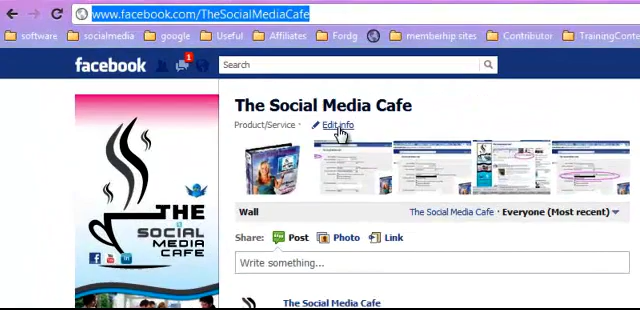 www.facebook.com/TheSocialMediaCafe
software socialmedia google Useful Affiliates Fordg memberhip sites Contributor TrainingConte
facebook 1 Search
The Social Media Cafe
Product/Service · Edit info
Wall The Social Media Cafe · Everyone (Most recent)
Share: Post Photo Link
Write something...
The Social Media Cafe
THE
SOCIAL
MEDIA
CAFE